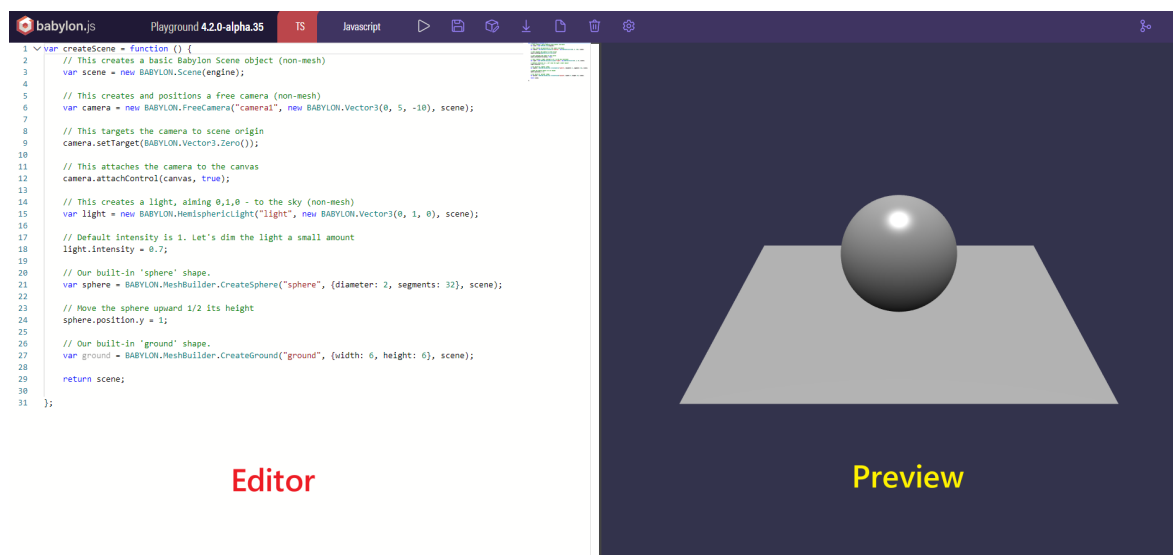 babylon.js Playground 4.2.0-alpha.35 TS Javascript
1 var createScene = function () {
2 // This creates a basic Babylon Scene object (non-mesh)
3 var scene = new BABYLON.Scene(engine);
4
5 // This creates and positions a free camera (non-mesh)
6 var camera = new BABYLON.FreeCamera("camera1", new BABYLON.Vector3(0, 5, -10), scene);
7
8 // This targets the camera to scene origin
9 camera.setTarget(BABYLON.Vector3.Zero());
10
11 // This attaches the camera to the canvas
12 camera.attachControl(canvas, true);
13
14 // This creates a light, aiming 0,1,0 - to the sky (non-mesh)
15 var light = new BABYLON.HemisphericLight("light", new BABYLON.Vector3(0, 1, 0), scene);
16
17 // Default intensity is 1. Let's dim the light a small amount
18 light.intensity = 0.7;
19
20 // Our built-in 'sphere' shape.
21 var sphere = BABYLON.MeshBuilder.CreateSphere("sphere", {diameter: 2, segments: 32}, scene);
22
23 // Move the sphere upward 1/2 its height
24 sphere.position.y = 1;
25
26 // Our built-in 'ground' shape.
27 var ground = BABYLON.MeshBuilder.CreateGround("ground", {width: 6, height: 6}, scene);
28
29 return scene;
30
31 };
Editor
Preview